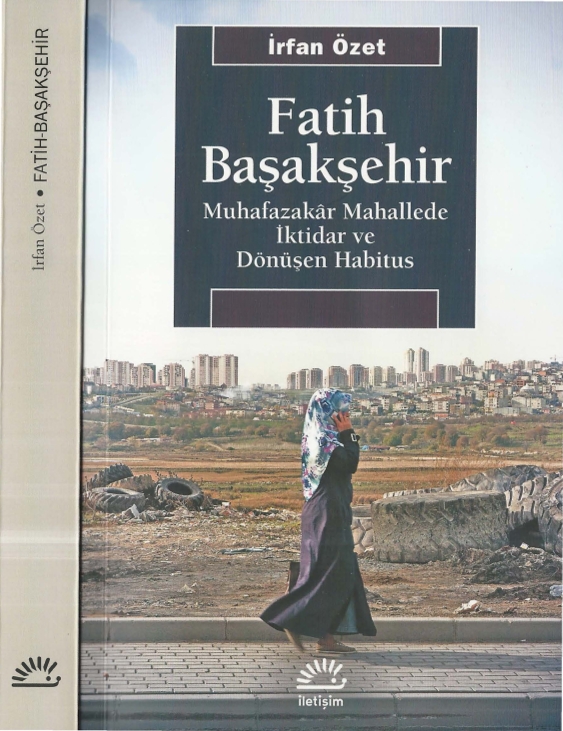 İrfan Özet • FATİH-BAŞAKŞEHİR
İrfan Özet
Fatih
Başakşehir
Muhafazakâr Mahallede
İktidar ve
Dönüşen Habitus
iletişim